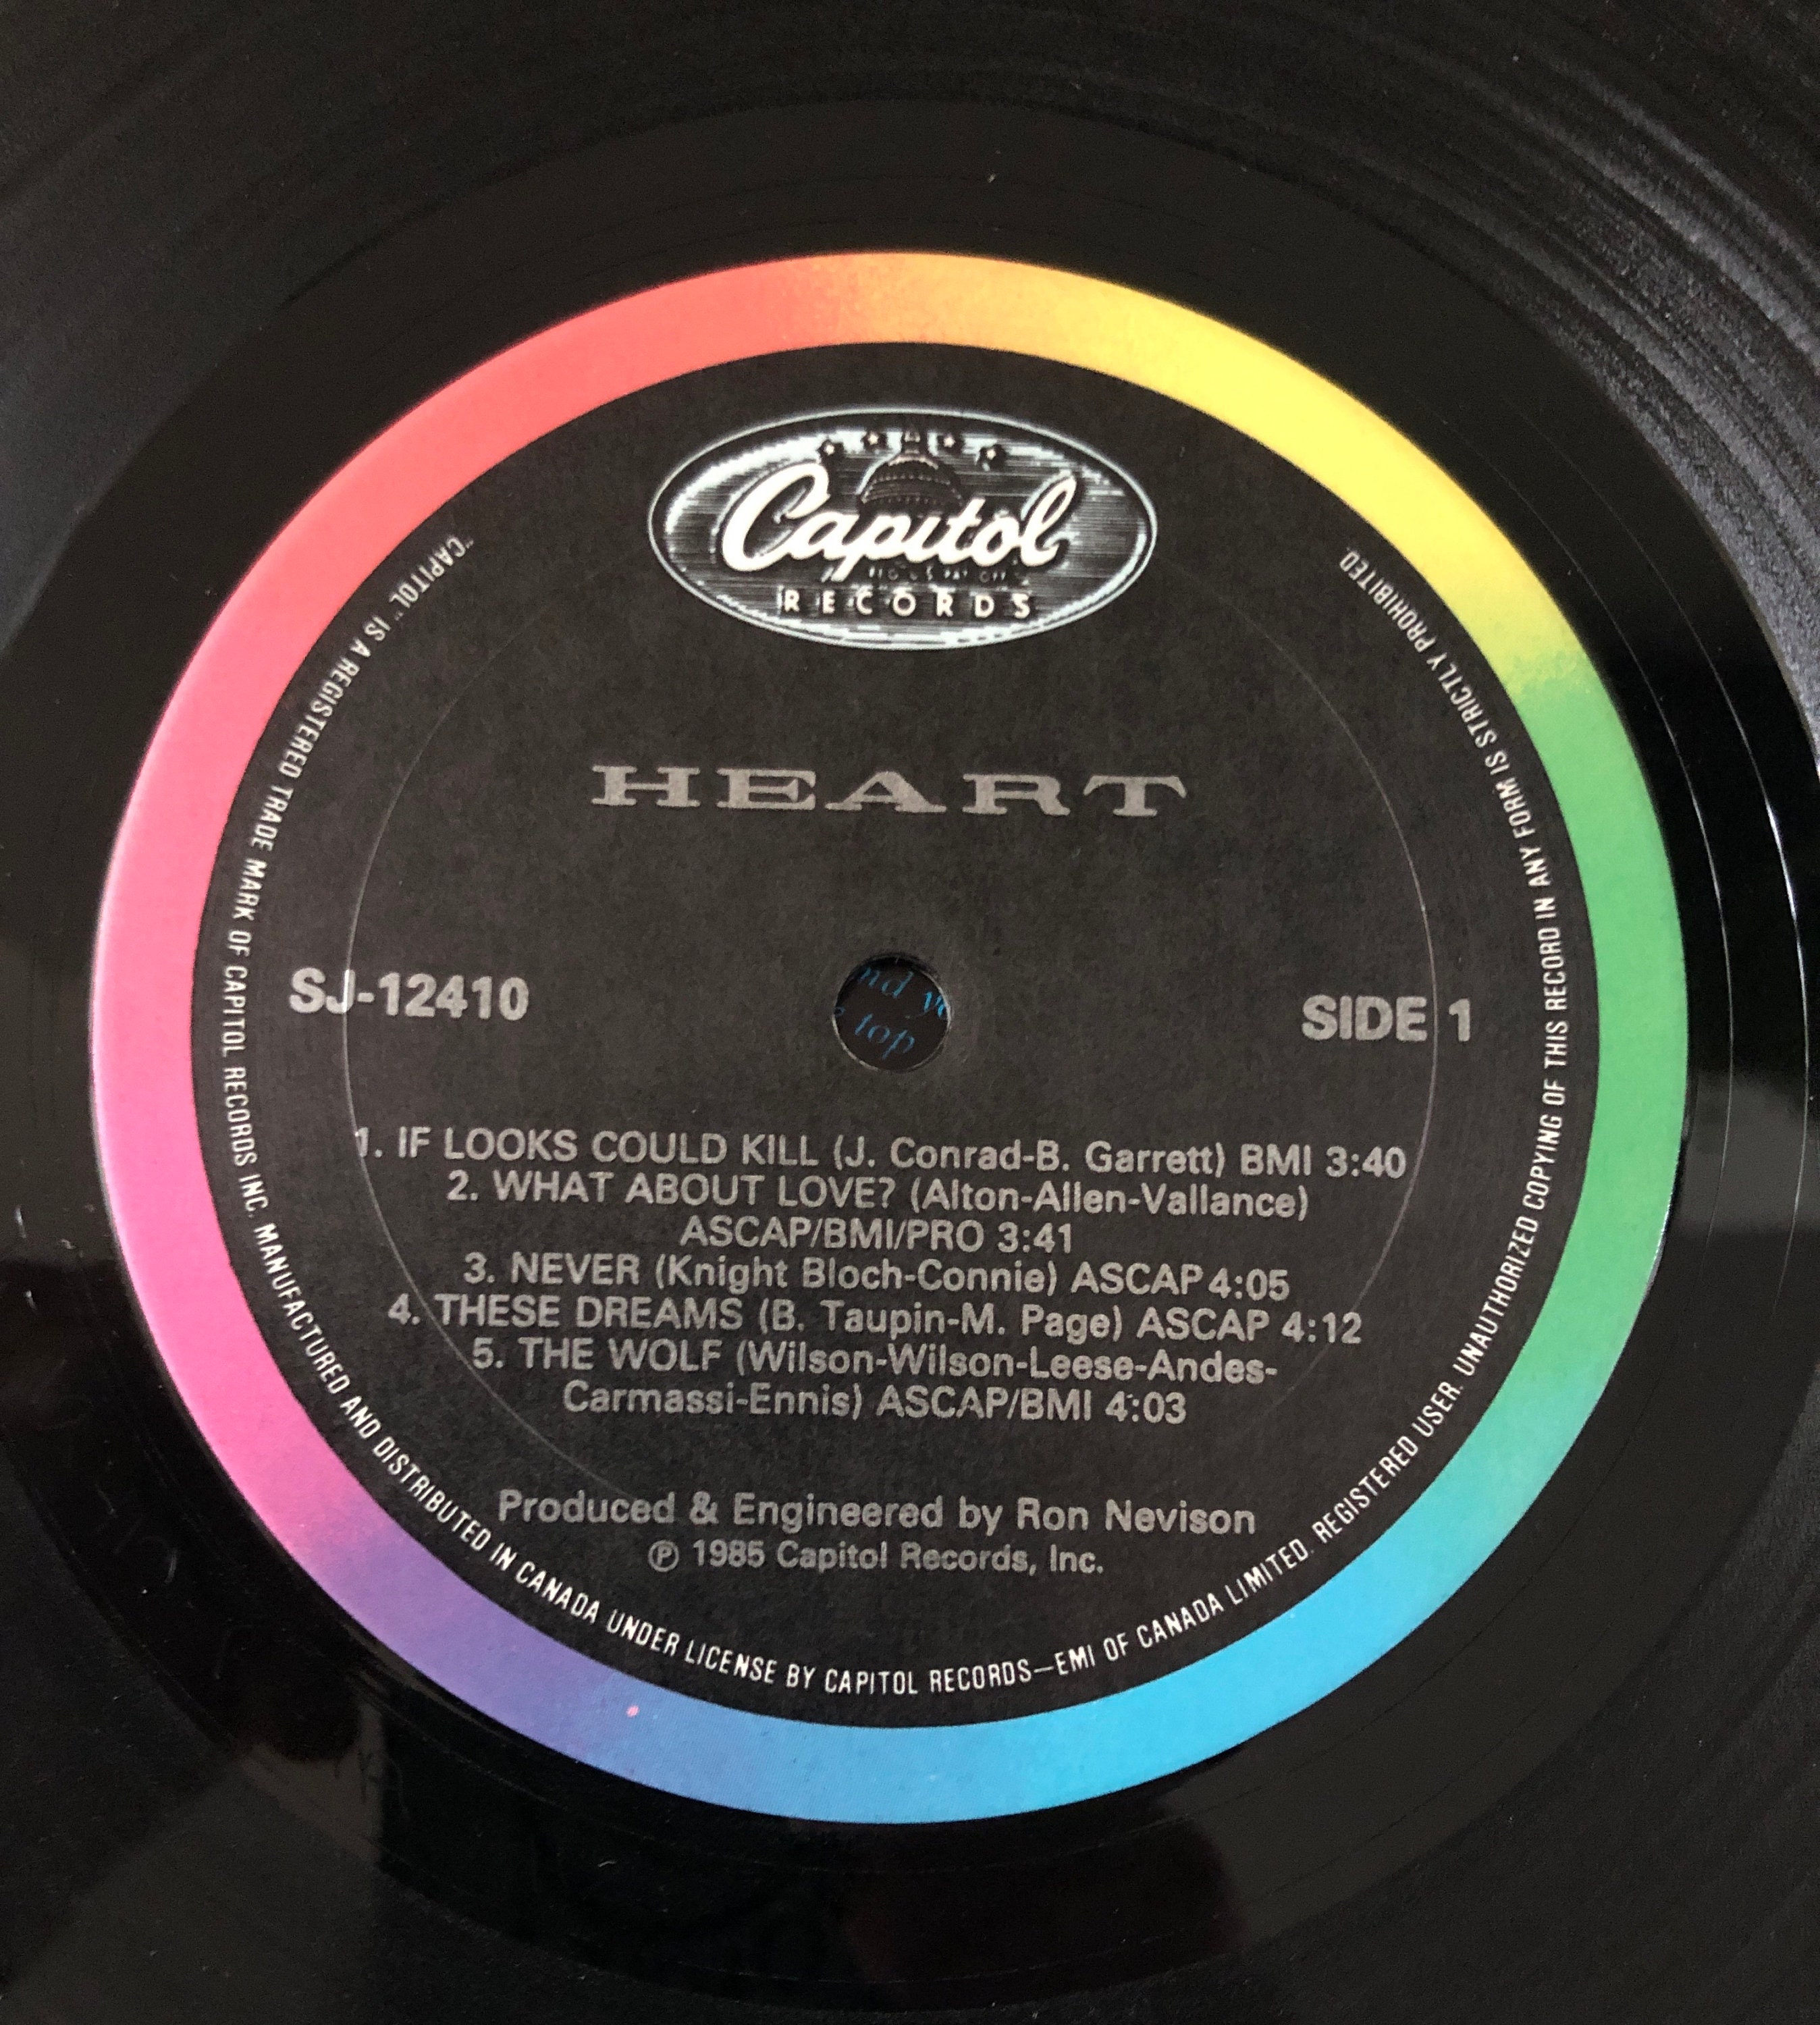 Capitol
RECORDS
HEART
SJ-12410
SIDE 1
nd
top
1. IF LOOKS COULD KILL (J. Conrad-B. Garrett) BMI 3:40
2. WHAT ABOUT LOVE? (Alton-Allen-Vallance)
ASCAP/BMI/PRO 3:41
3. NEVER (Knight Bloch-Connie) ASCAP 4:05
4. THESE DREAMS (B. Taupin-M. Page) ASCAP 4:12
5. THE WOLF (Wilson-Wilson-Leese-Andes-
Carmassi-Ennis) ASCAP/BMI 4:03
Produced & Engineered by Ron Nevison
℗ 1985 Capitol Records, Inc.
"CAPITOL" IS A REGISTERED TRADE MARK OF CAPITOL RECORDS INC. MANUFACTURED AND DISTRIBUTED IN CANADA UNDER LICENSE BY CAPITOL RECORDS—EMI OF CANADA LIMITED. REGISTERED USER. UNAUTHORIZED COPYING OF THIS RECORD IN ANY FORM IS STRICTLY PROHIBITED.